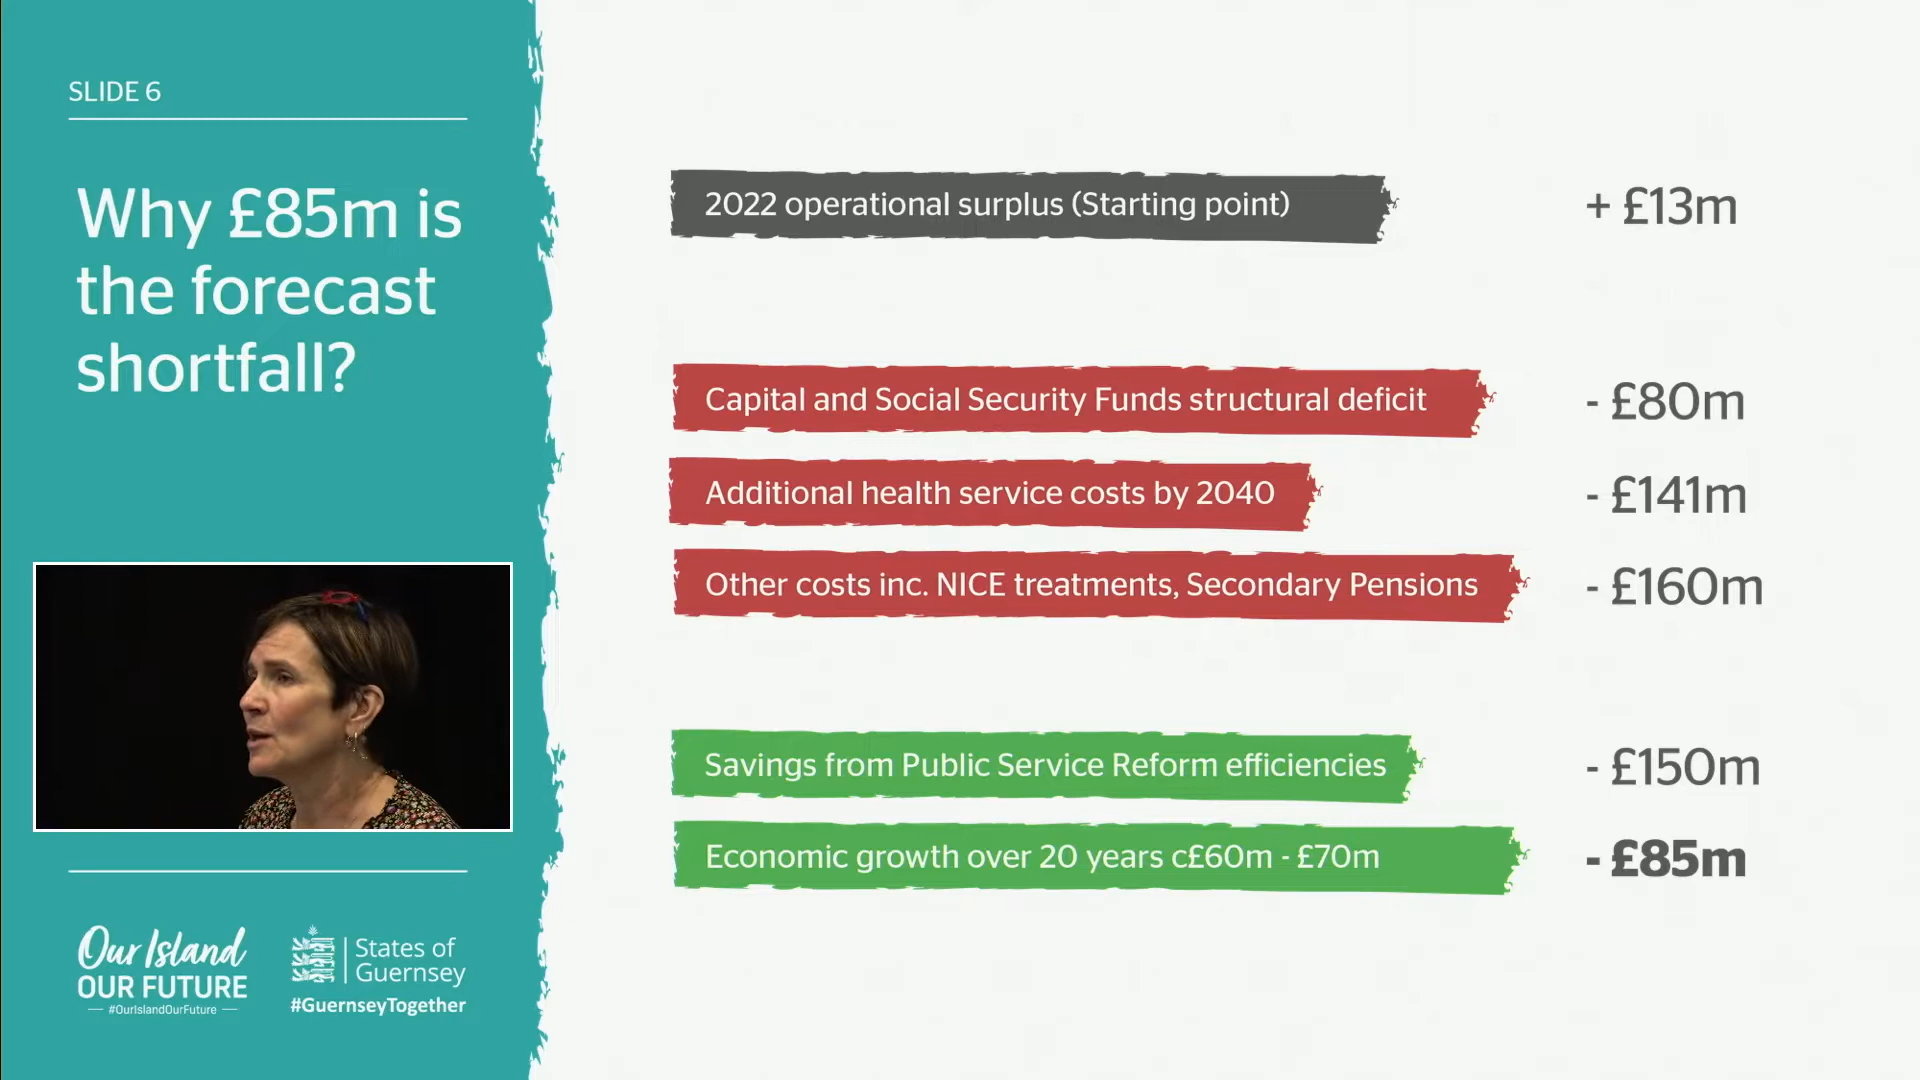 SLIDE 6
Why £85m is
the forecast
shortfall?
2022 operational surplus (Starting point)
+ £13m
Capital and Social Security Funds structural deficit
- £80m
Additional health service costs by 2040
- £141m
Other costs inc. NICE treatments, Secondary Pensions
- £160m
Savings from Public Service Reform efficiencies
- £150m
Economic growth over 20 years c£60m - £70m
- £85m
Our Island
OUR FUTURE
#OurIslandOurFuture
States of
Guernsey
#GuernseyTogether